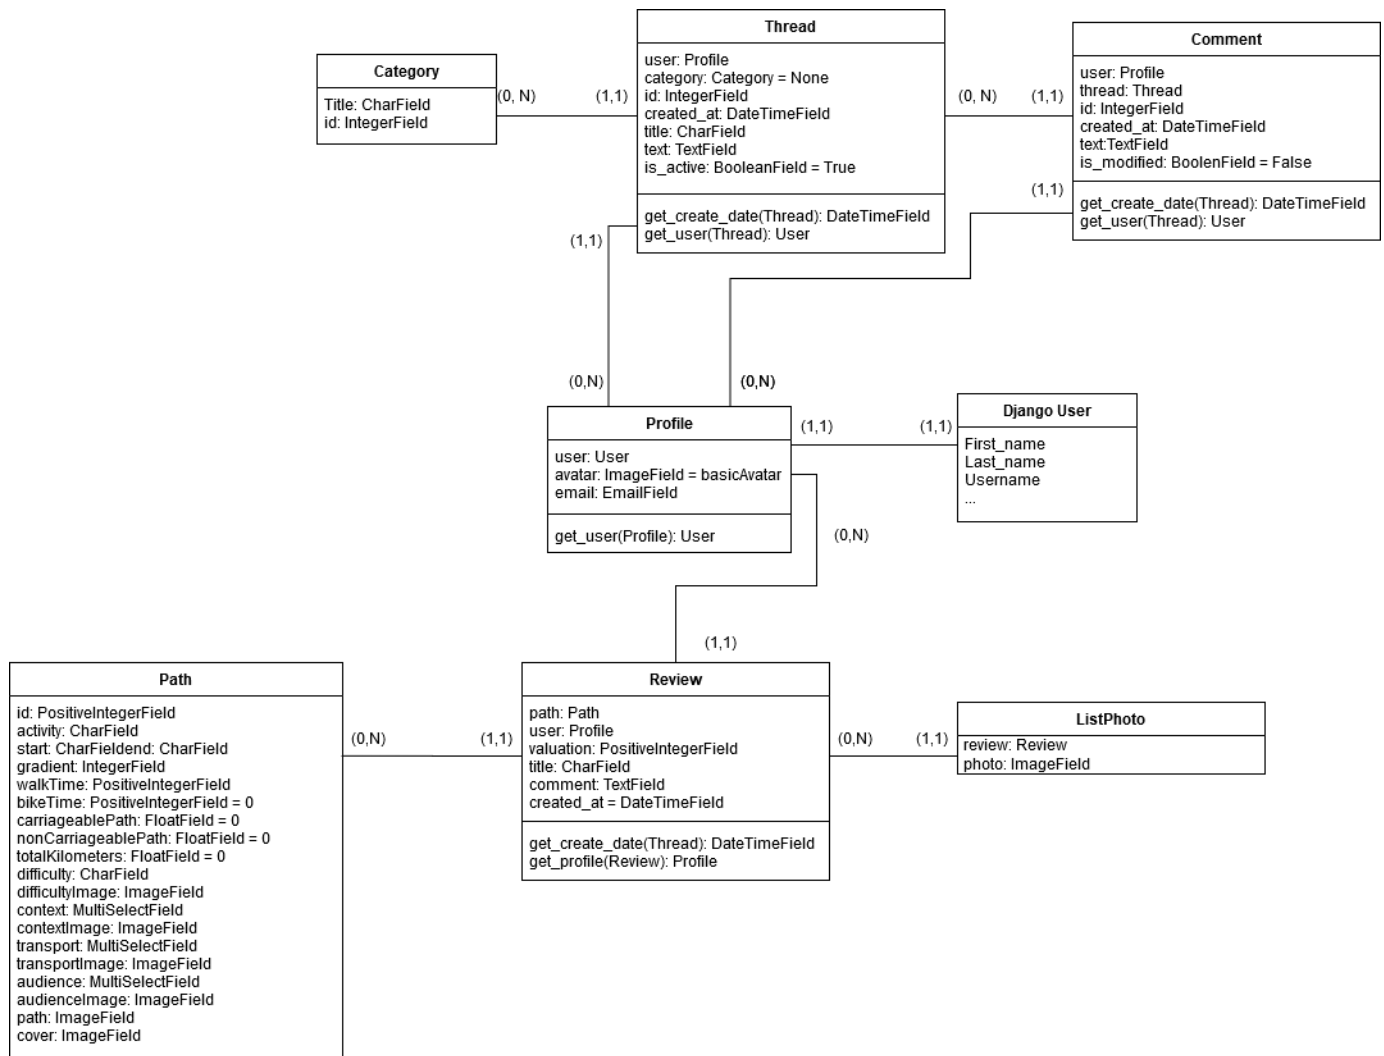 Thread
user: Profile
category: Category = None
id: IntegerField
created_at: DateTimeField
title: CharField
text: TextField
is_active: BooleanField = True
get_create_date(Thread): DateTimeField
get_user(Thread): User
Comment
user: Profile
thread: Thread
id: IntegerField
created_at: DateTimeField
text:TextField
is_modified: BoolenField = False
get_create_date(Thread): DateTimeField
get_user(Thread): User
Category
Title: CharField
id: IntegerField
(0, N)
(1,1)
(0, N)
(1,1)
(1,1)
(1,1)
(0,N)
(0,N)
Profile
user: User
avatar: ImageField = basicAvatar
email: EmailField
get_user(Profile): User
(1,1)
(1,1)
Django User
First_name
Last_name
Username
...
(0,N)
(1,1)
Path
id: PositiveIntegerField
activity: CharField
start: CharFieldend: CharField
gradient: IntegerField
walkTime: PositiveIntegerField
bikeTime: PositiveIntegerField = 0
carriageablePath: FloatField = 0
nonCarriageablePath: FloatField = 0
totalKilometers: FloatField = 0
difficulty: CharField
difficultyImage: ImageField
context: MultiSelectField
contextImage: ImageField
transport: MultiSelectField
transportImage: ImageField
audience: MultiSelectField
audienceImage: ImageField
path: ImageField
cover: ImageField
(0,N)
(1,1)
Review
path: Path
user: Profile
valuation: PositiveIntegerField
title: CharField
comment: TextField
created_at = DateTimeField
get_create_date(Thread): DateTimeField
get_profile(Review): Profile
(0,N)
(1,1)
ListPhoto
review: Review
photo: ImageField